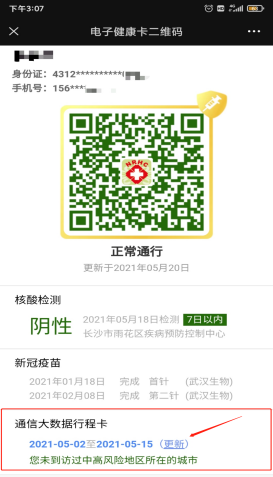 下午3:07
电子健康卡二维码
身份证: 4312**********
手机号: 156****
NHHC
正常通行
更新于2021年05月20日
核酸检测
阴性
2021年05月18日检测 7日以内
长沙市雨花区疾病预防控制中心
新冠疫苗
2021年01月18日 完成 首针 (武汉生物)
2021年02月08日 完成 第二针 (武汉生物)
通信大数据行程卡
2021-05-02至2021-05-15 (更新)
您未到访过中高风险地区所在的城市